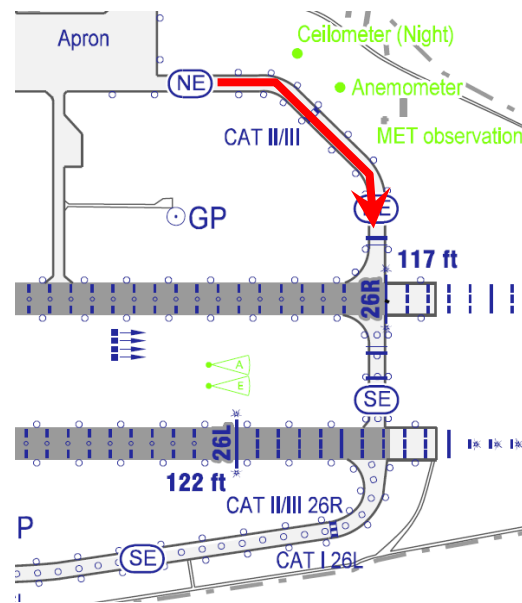 Apron
Ceilometer (Night)
NE
Anemometer
CAT II/III
MET observation
GP
117 ft
26R
A
E
SE
26L
122 ft
CAT II/III 26R
P
CAT I 26L
SE